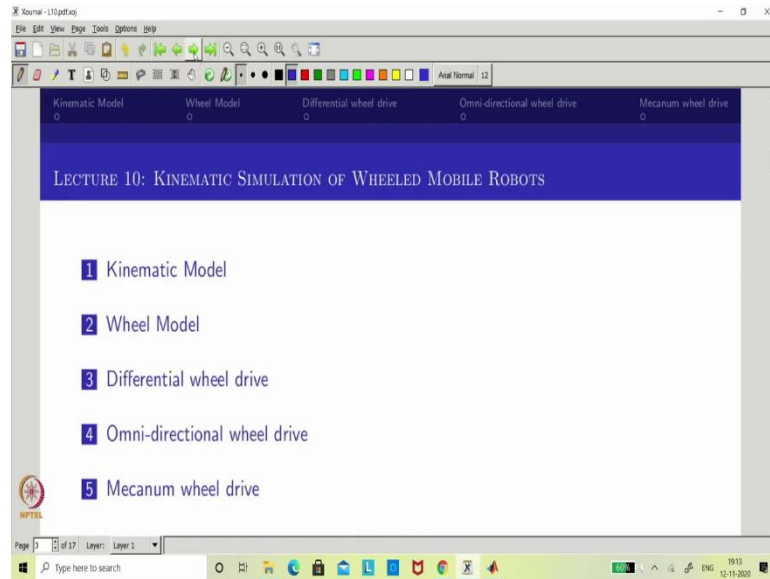 Xournal - L10.pdf.xoj
File Edit View Page Tools Options Help
T
Arial Normal 12
Kinematic Model Wheel Model Differential wheel drive Omni-directional wheel drive Mecanum wheel drive
LECTURE 10: KINEMATIC SIMULATION OF WHEELED MOBILE ROBOTS
1 Kinematic Model
2 Wheel Model
3 Differential wheel drive
4 Omni-directional wheel drive
5 Mecanum wheel drive
NPTEL
Page 3 of 17 Layer: Layer 1
Type here to search
60% ENG 19:13
12-11-2020